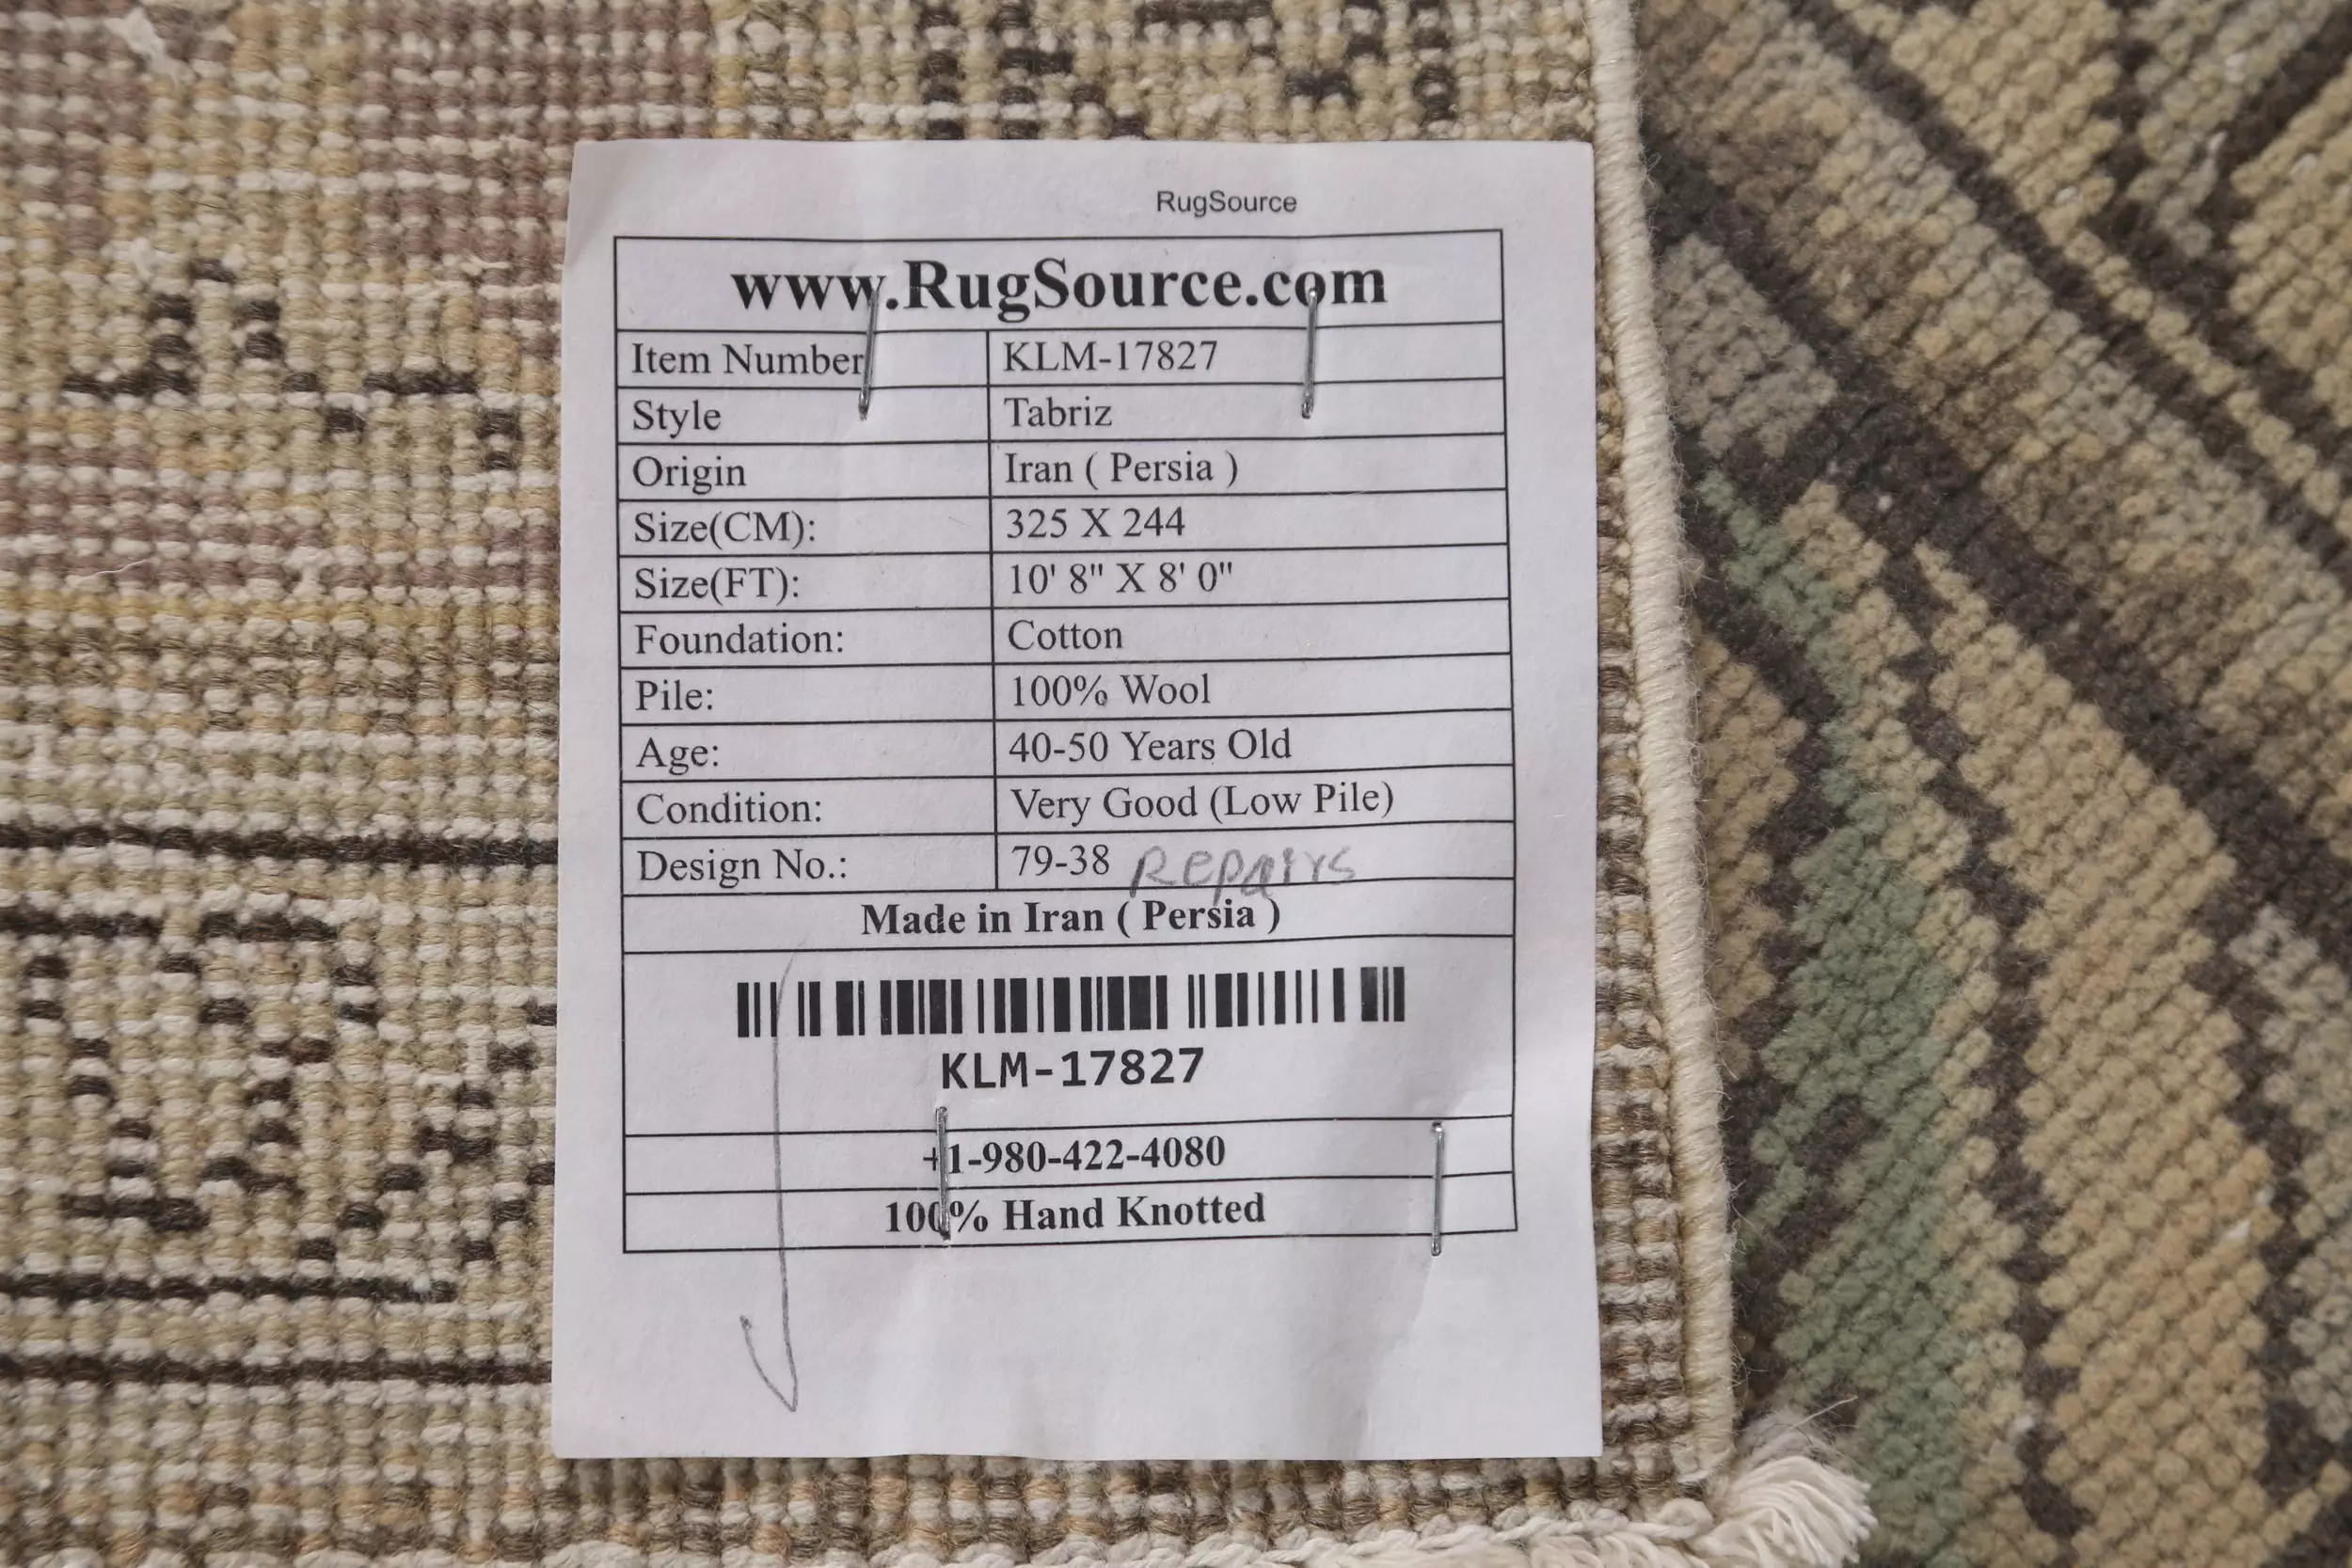 RugSource
www.RugSource.com
Item Number KLM-17827
Style Tabriz
Origin Iran ( Persia )
Size(CM): 325 X 244
Size(FT): 10' 8" X 8' 0"
Foundation: Cotton
Pile: 100% Wool
Age: 40-50 Years Old
Condition: Very Good (Low Pile)
Design No.: 79-38 Repairs
Made in Iran ( Persia )
KLM-17827
+1-980-422-4080
100% Hand Knotted